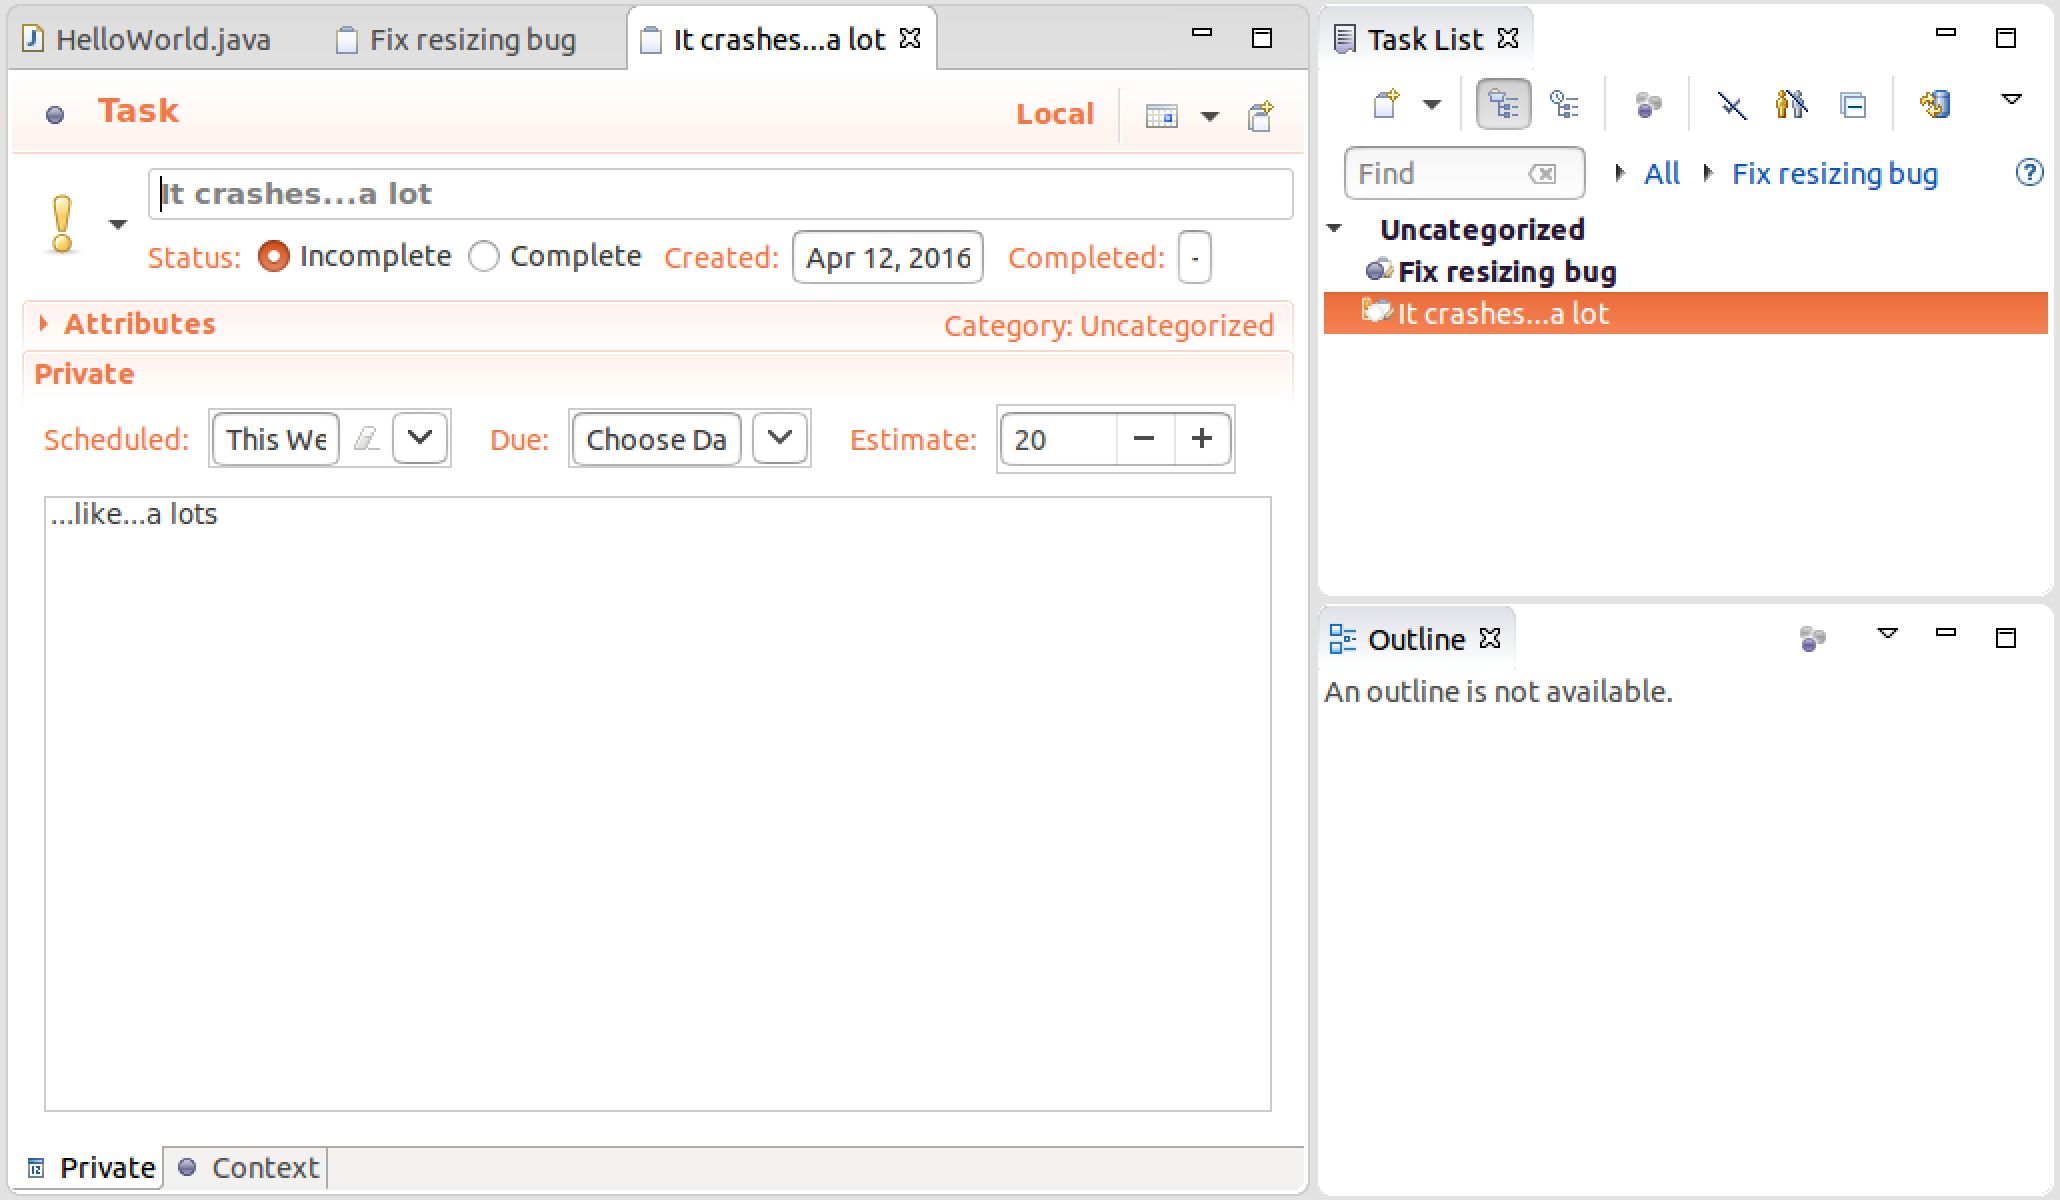 HelloWorld.java
Fix resizing bug
It crashes...a lot
Task
Local
It crashes...a lot
Status: Incomplete Complete Created: Apr 12, 2016 Completed: -
Attributes
Category: Uncategorized
Private
Scheduled: This We Due: Choose Da Estimate: 20 − +
...like...a lots
Private
Context
Task List
Find
All
Fix resizing bug
Uncategorized
Fix resizing bug
It crashes...a lot
Outline
An outline is not available.